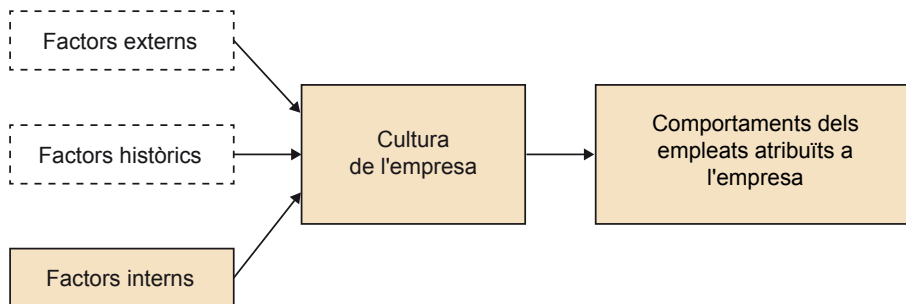 Factors externs
Factors històrics
Factors interns
Cultura
de l'empresa
Comportaments dels
empleats atribuïts a
l'empresa